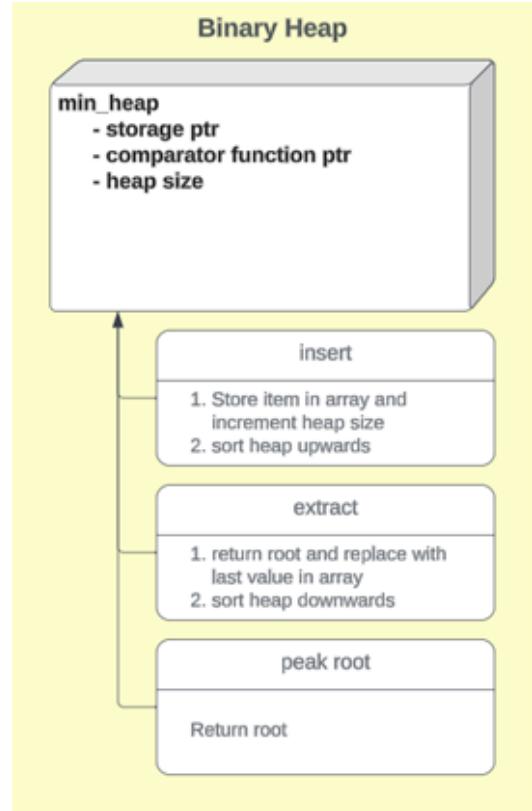 Binary Heap
min_heap
- storage ptr
- comparator function ptr
- heap size
insert
1. Store item in array and
increment heap size
2. sort heap upwards
extract
1. return root and replace with
last value in array
2. sort heap downwards
peak root
Return root